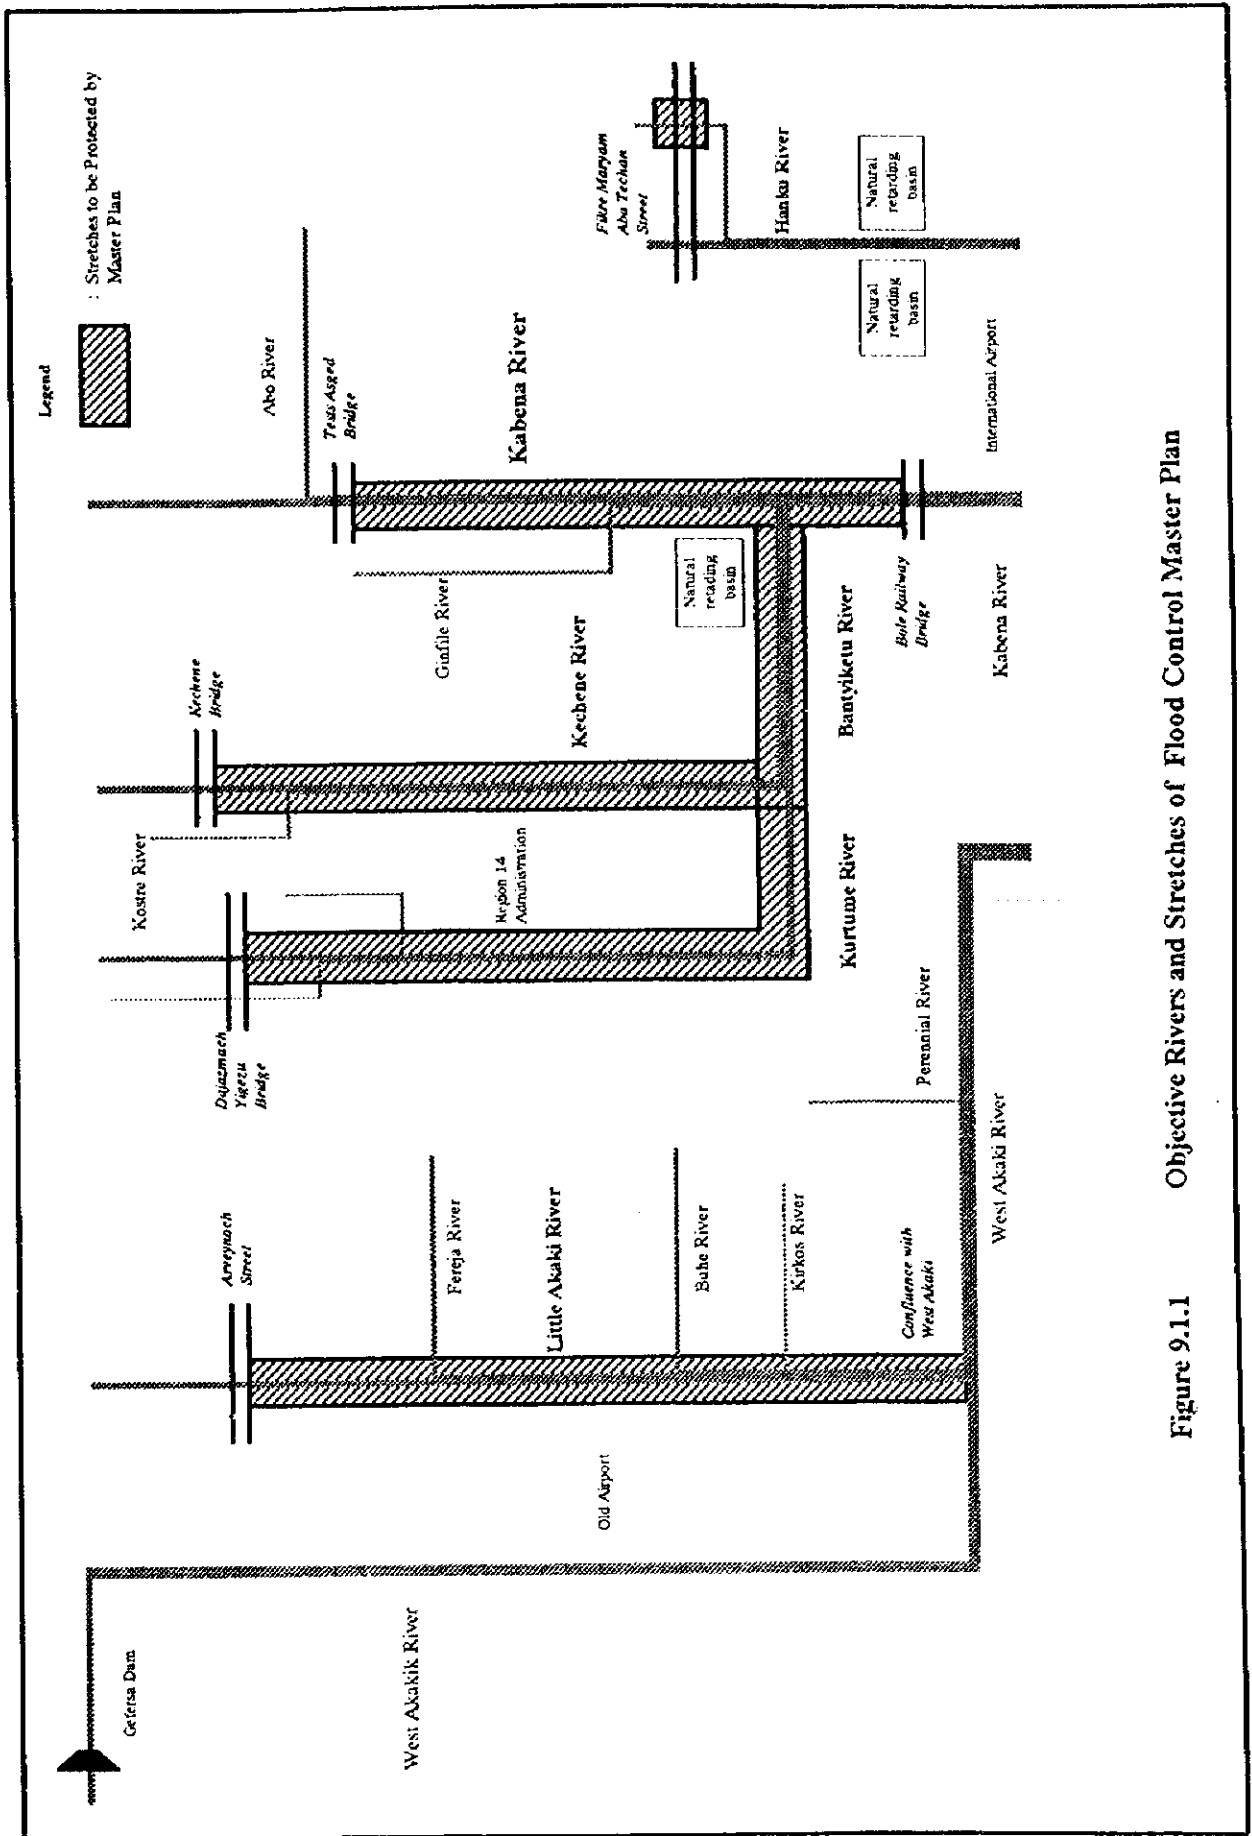 Legend
: Stretches to be Protected by
Master Plan
Gefersa Dam
West Akakik River
Old Airport
Arveynoch
Street
Fereja River
Little Akaki River
Buhe River
Kirkos River
Confluence with
West Akaki
Perennial River
West Akaki River
Dajazmach
Yigezu
Bridge
Kostre River
Region 14
Administration
Kurtume River
Kechene
Bridge
Kechene River
Bantyiketu River
Ginfile River
Natural
retading
basin
Abo River
Tesis Asged
Bridge
Kabena River
Bole Railway
Bridge
Kabena River
International Airport
Fikre Maryam
Aba Techan
Street
Hanku River
Natural
retarding
basin
Natural
retarding
basin
Figure 9.1.1 Objective Rivers and Stretches of Flood Control Master Plan